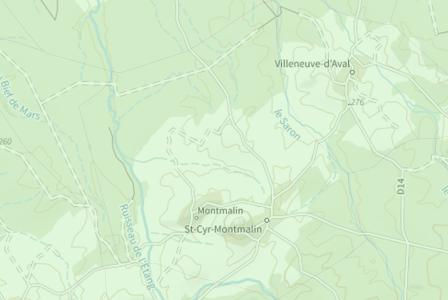 Villeneuve-d'Aval
276
Bief de Mars
le Saron
260
D14
Montmalin
St-Cyr-Montmalin
Ruisseau de l'Étang